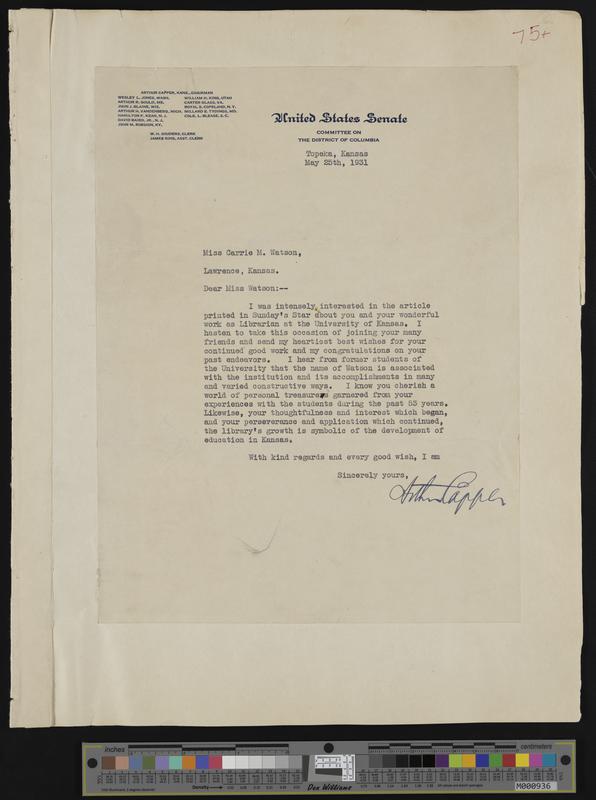 75+
ARTHUR CAPPER, KANS., CHAIRMAN
WESLEY L. JONES, WASH. WILLIAM H. KING, UTAH
ARTHUR R. GOULD, ME. CARTER GLASS, VA.
JOHN J. BLAINE, WIS. ROYAL S. COPELAND, N. Y.
ARTHUR H. VANDENBERG, MICH. MILLARD E. TYDINGS, MD.
HAMILTON F. KEAN, N. J. COLE. L. BLEASE, S. C.
DAVID BAIRD, JR., N. J.
JOHN M. ROBSION, KY.
W. H. SOUDERS, CLERK
JAMES KING, ASST. CLERK
United States Senate
COMMITTEE ON
THE DISTRICT OF COLUMBIA
Topeka, Kansas
May 25th, 1931
Miss Carrie M. Watson,
Lawrence, Kansas.
Dear Miss Watson:--
I was intensely interested in the article
printed in Sunday's Star about you and your wonderful
work as Librarian at the University of Kansas. I
hasten to take this occasion of joining your many
friends and send my heartiest best wishes for your
continued good work and my congratulations on your
past endeavors. I hear from former students of
the University that the name of Watson is associated
with the institution and its accomplishments in many
and varied constructive ways. I know you cherish a
world of personal treasures garnered from your
experiences with the students during the past 53 years.
Likewise, your thoughtfulness and interest which began,
and your perseverance and application which continued,
the library's growth is symbolic of the development of
education in Kansas.
With kind regards and every good wish, I am
Sincerely yours,
Arthur Capper
inches
centimeters
Density
Don Williams
M000936